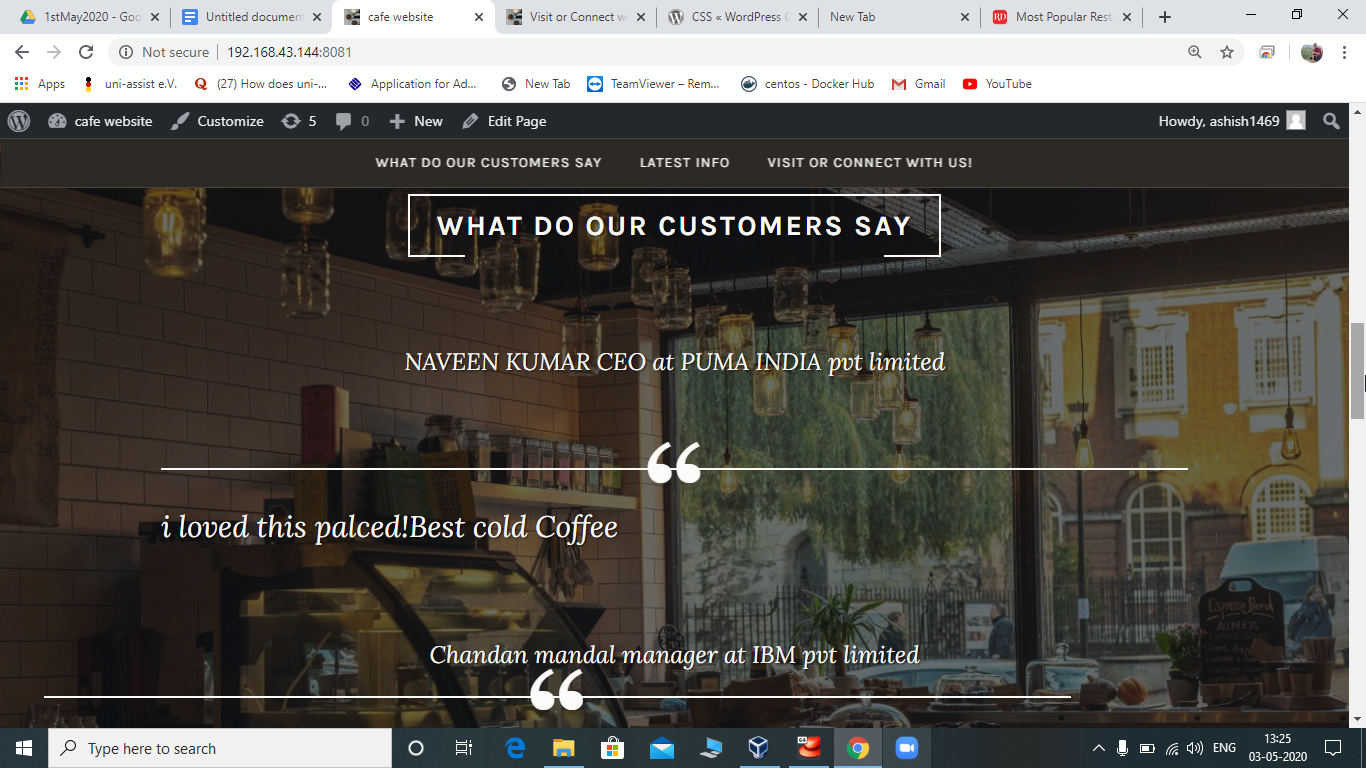 1stMay2020 - Goo
Untitled document
cafe website
Visit or Connect w
CSS « WordPress C
New Tab
Most Popular Rest
Not secure
192.168.43.144:8081
Apps
uni-assist e.V.
(27) How does uni-...
Application for Ad...
New Tab
TeamViewer – Rem...
centos - Docker Hub
Gmail
YouTube
cafe website
Customize
5
0
New
Edit Page
Howdy, ashish1469
WHAT DO OUR CUSTOMERS SAY
LATEST INFO
VISIT OR CONNECT WITH US!
WHAT DO OUR CUSTOMERS SAY
NAVEEN KUMAR CEO at PUMA INDIA pvt limited
“
i loved this palced!Best cold Coffee
Espresso Blend
ALLPRESS
Chandan mandal manager at IBM pvt limited
“
Type here to search
ENG
13:25
03-05-2020